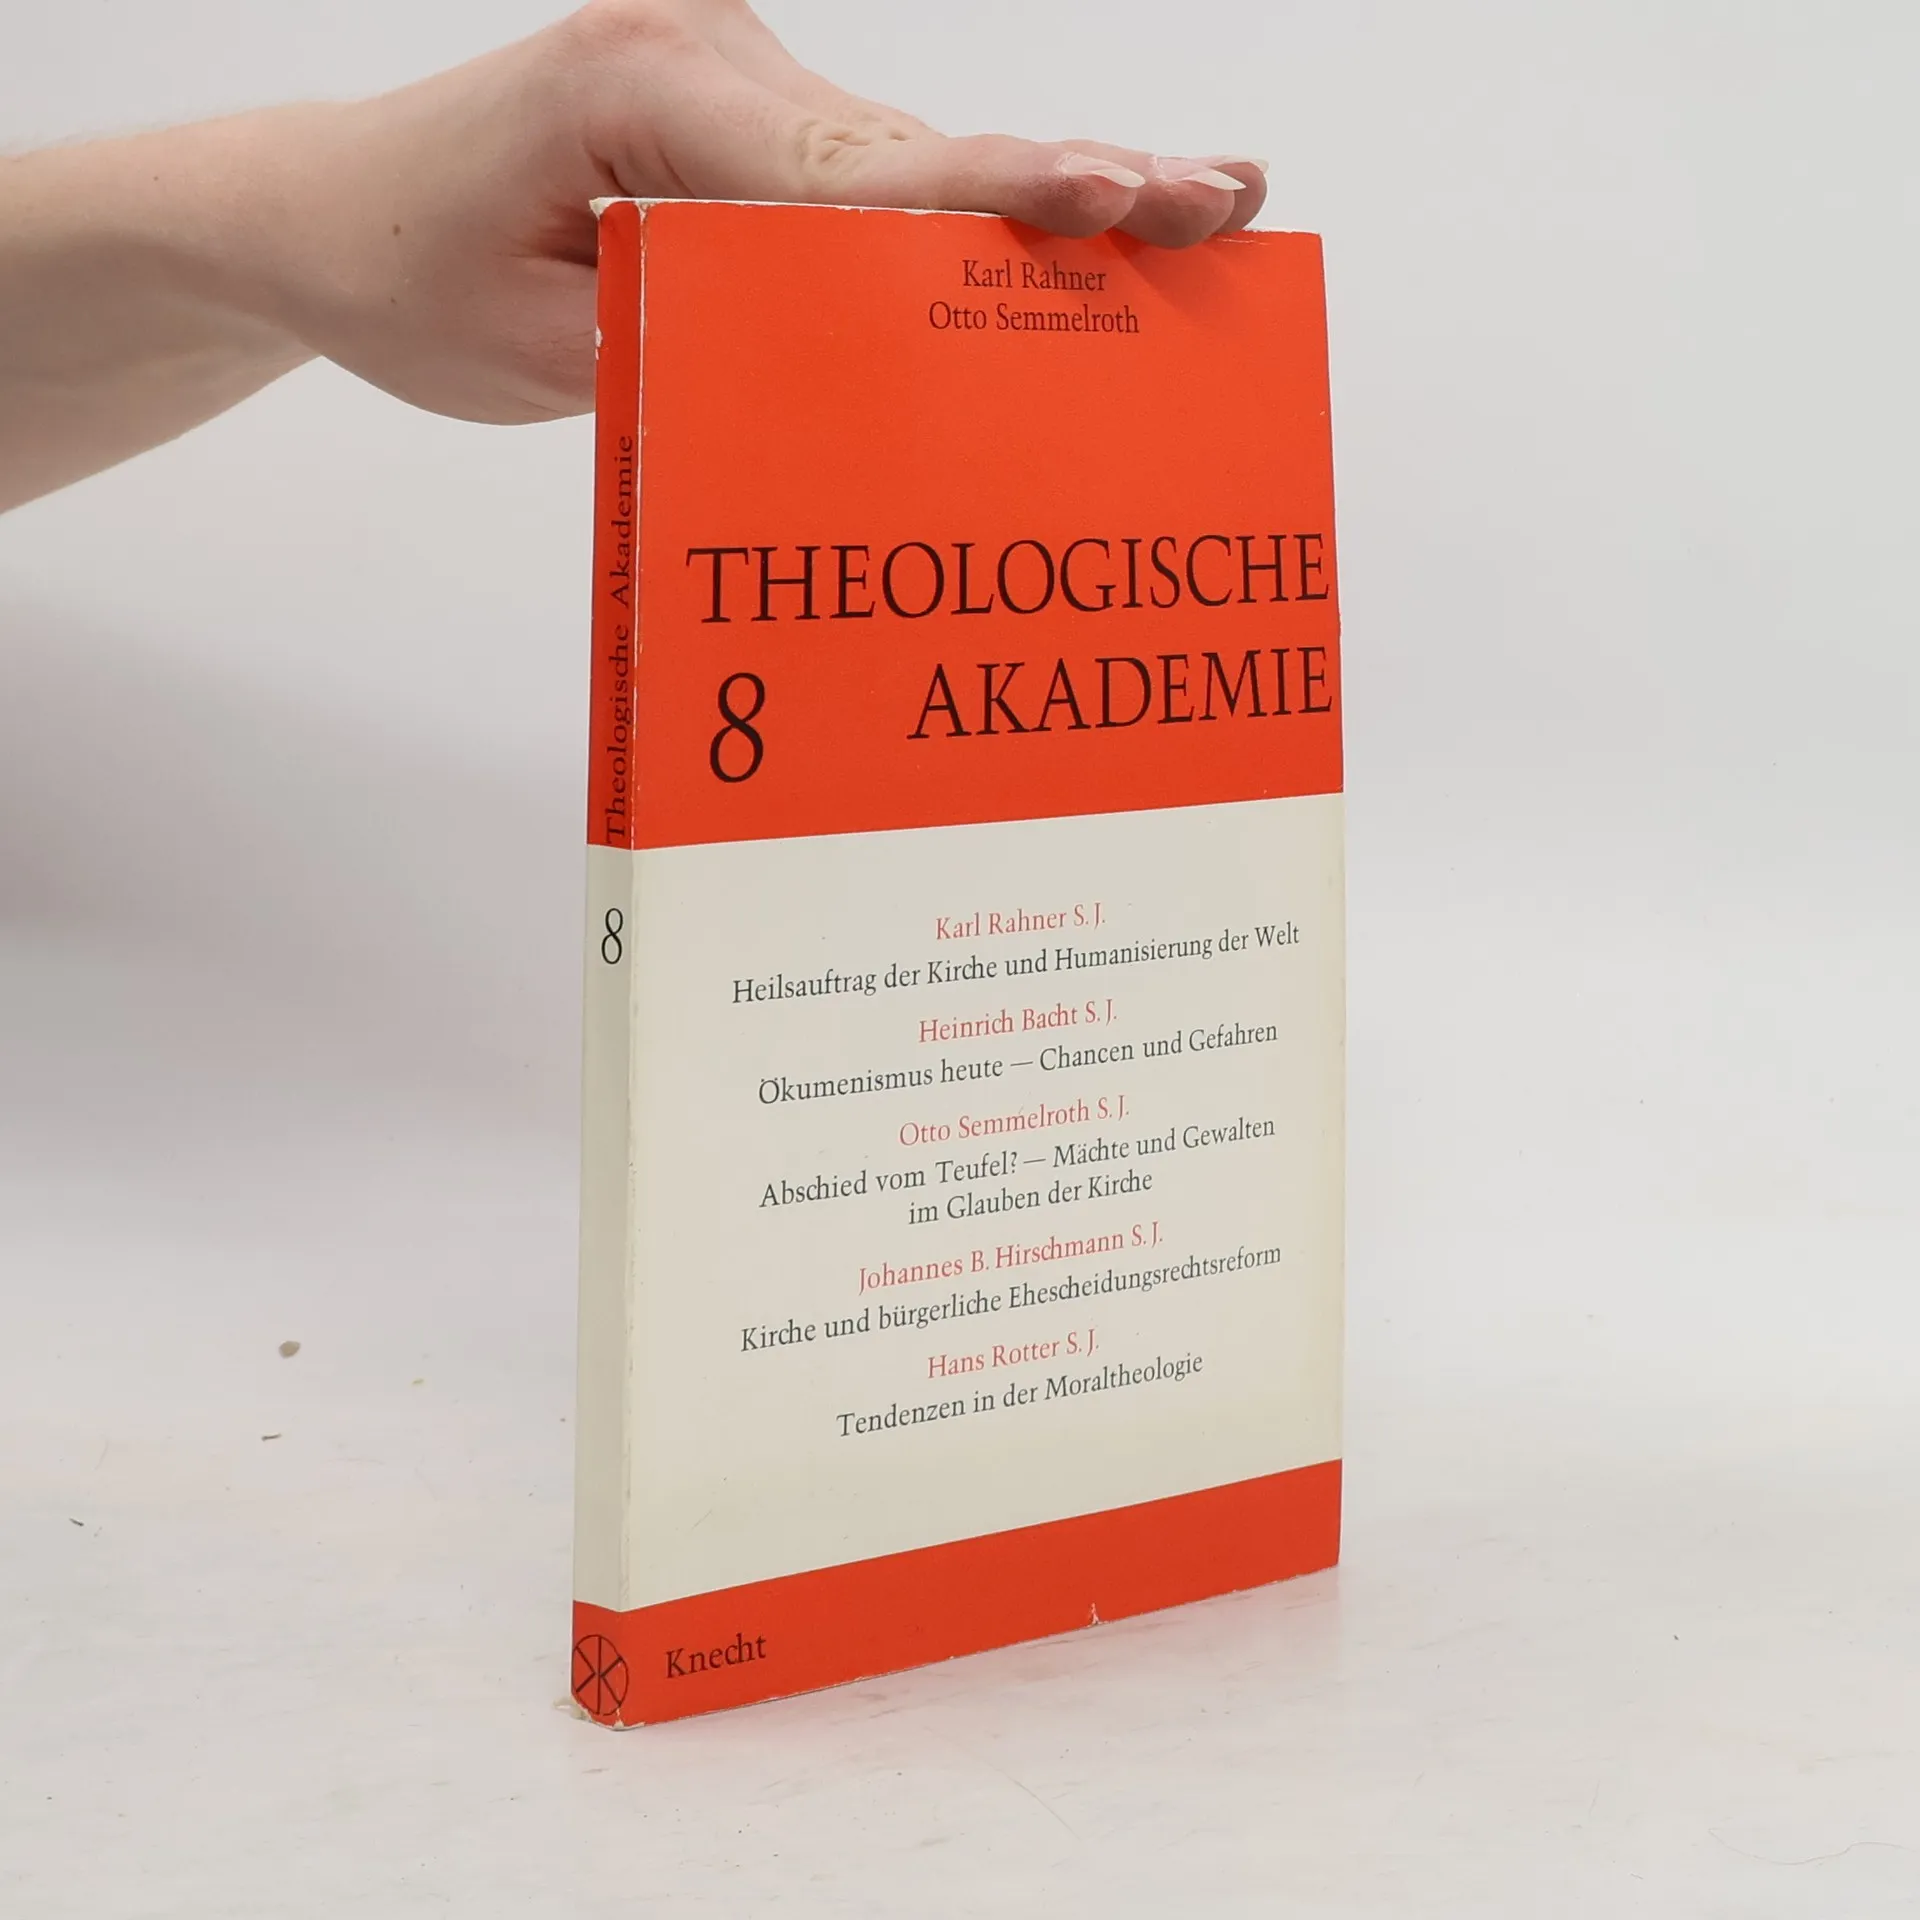 Karl Rahner
Otto Semmelroth
THEOLOGISCHE
8 AKADEMIE
Karl Rahner S. J.
Heilsauftrag der Kirche und Humanisierung der Welt
Heinrich Bacht S. J.
Ökumenismus heute — Chancen und Gefahren
Otto Semmelroth S. J.
Abschied vom Teufel? — Mächte und Gewalten
im Glauben der Kirche
Johannes B. Hirschmann S. J.
Kirche und bürgerliche Ehescheidungsrechtsreform
Hans Rotter S. J.
Tendenzen in der Moraltheologie
Knecht
Theologische Akademie
8